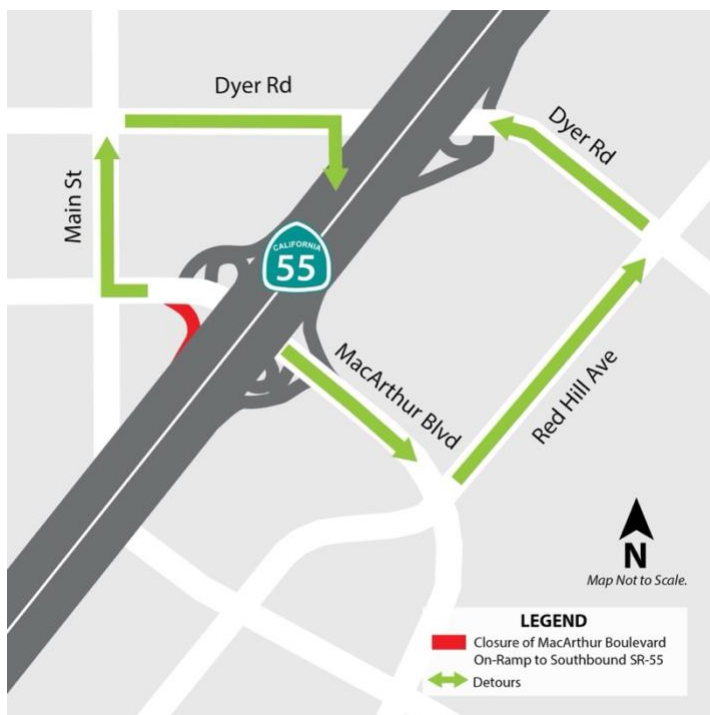 Dyer Rd
Dyer Rd
Main St
CALIFORNIA
55
MacArthur Blvd
Red Hill Ave
N
Map Not to Scale.
LEGEND
Closure of MacArthur Boulevard
On-Ramp to Southbound SR-55
Detours